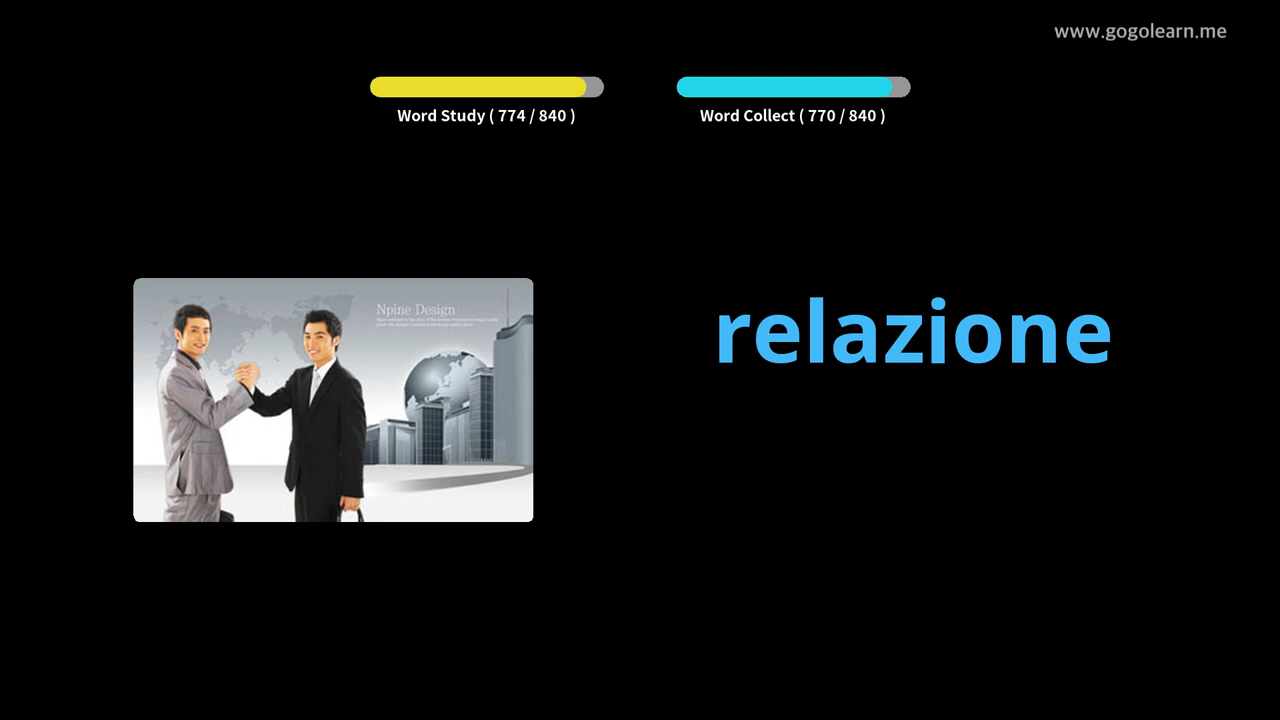 www.gogolearn.me
Word Study ( 774 / 840 )
Word Collect ( 770 / 840 )
Npine Design
relazione